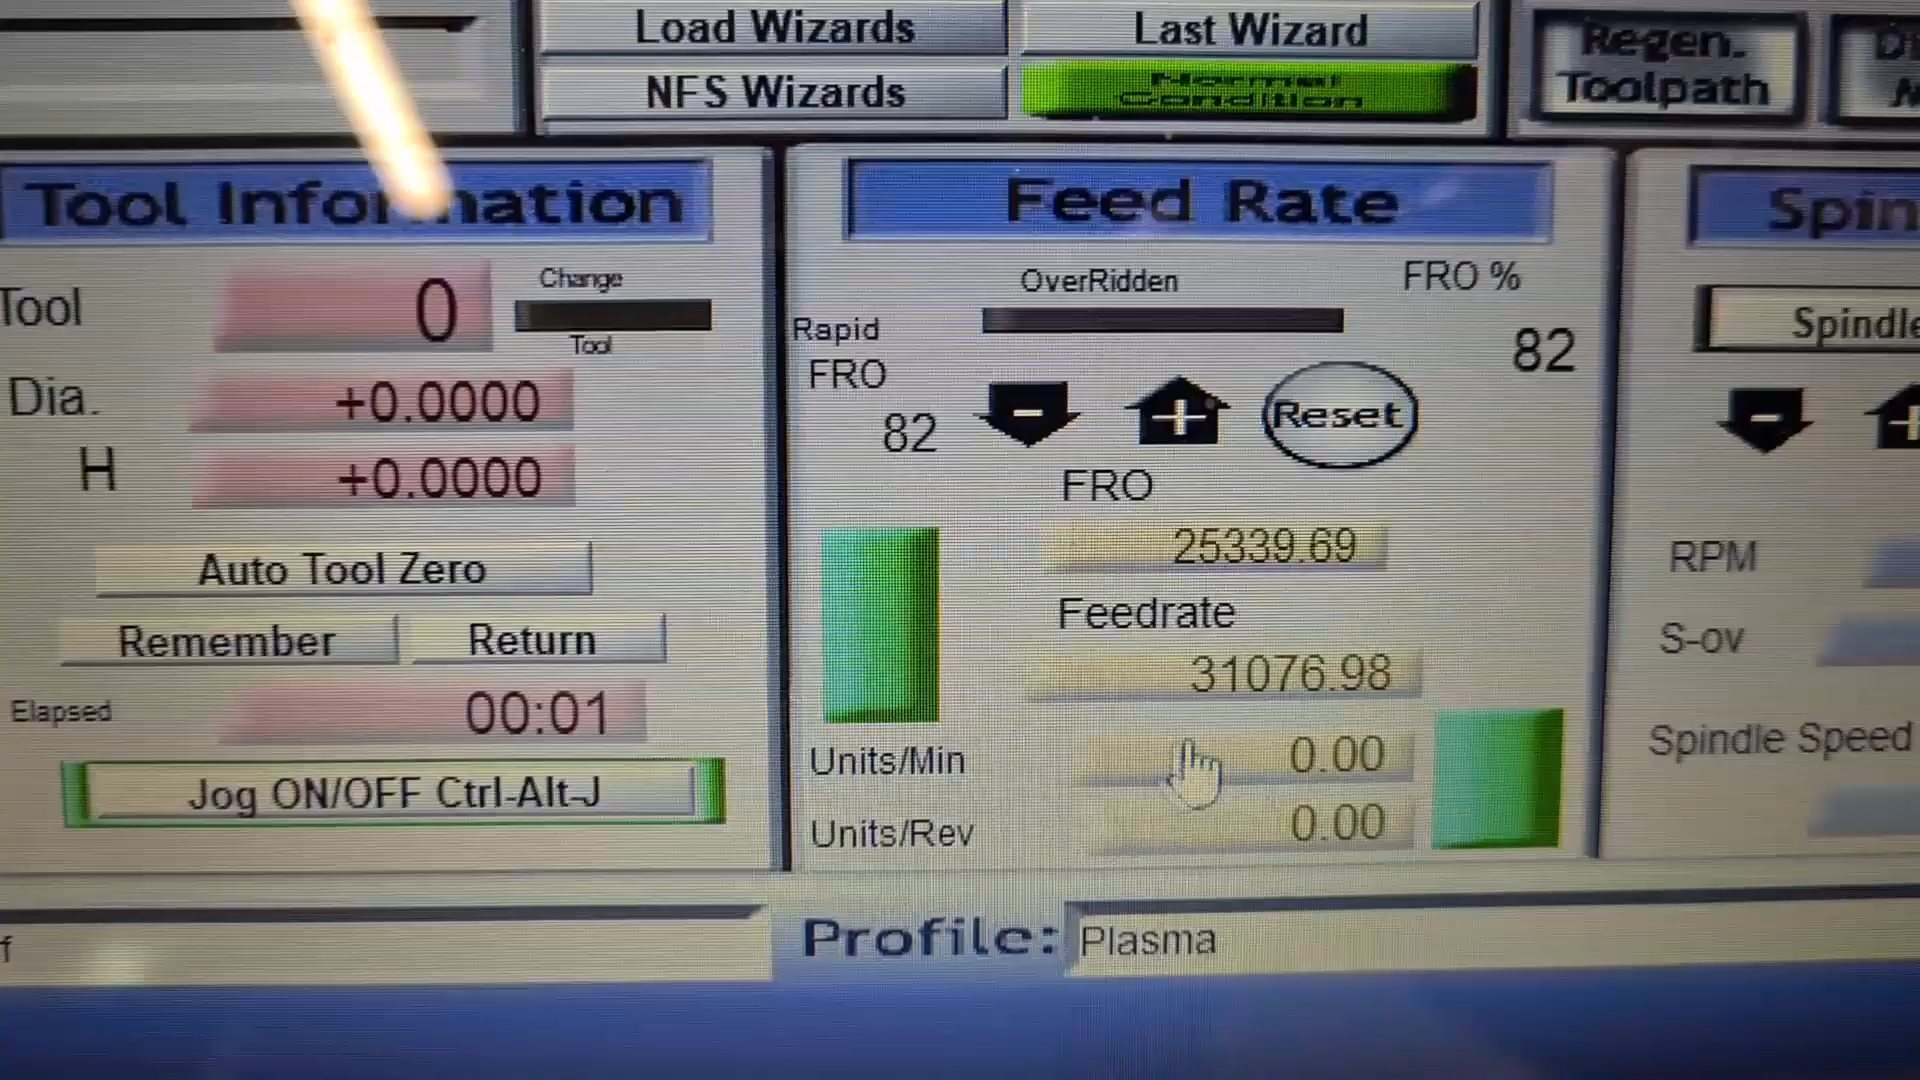 Load Wizards
Last Wizard
NFS Wizards
Normal
Condition
Regen.
Toolpath
Tool Information
Tool
0
Change
Tool
Dia.
+0.0000
H
+0.0000
Auto Tool Zero
Remember
Return
Elapsed
00:01
Jog ON/OFF Ctrl-Alt-J
Feed Rate
OverRidden
FRO %
Rapid
FRO
82
82
-
+
Reset
FRO
25339.69
Feedrate
31076.98
Units/Min
0.00
Units/Rev
0.00
Spin
Spindle
-
+
RPM
S-ov
Spindle Speed
f
Profile:
Plasma